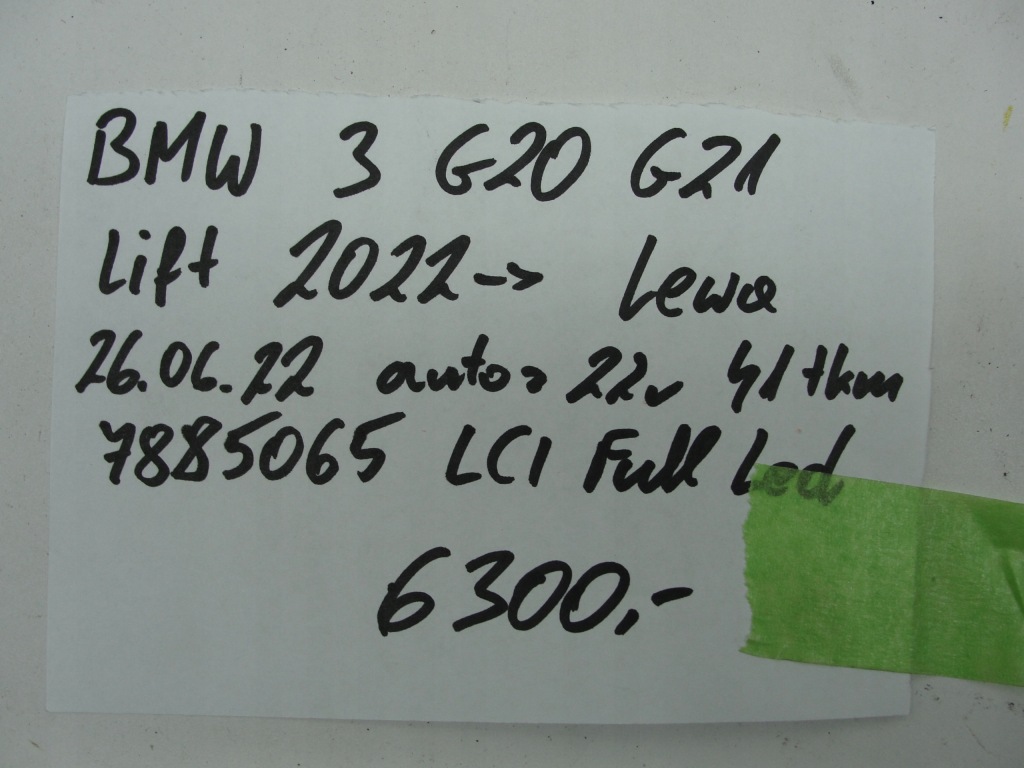 BMW 3 G20 G21
Lift 2022-> Lewa
26.06.22 auto> 22r 41tkm
7885065 LCI Full Led
6300,-